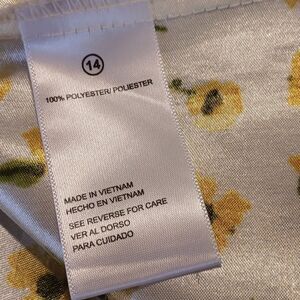 14
100% POLYESTER/ POLIESTER
MADE IN VIETNAM
HECHO EN VIETNAM
SEE REVERSE FOR CARE
VER AL DORSO
PARA CUIDADO